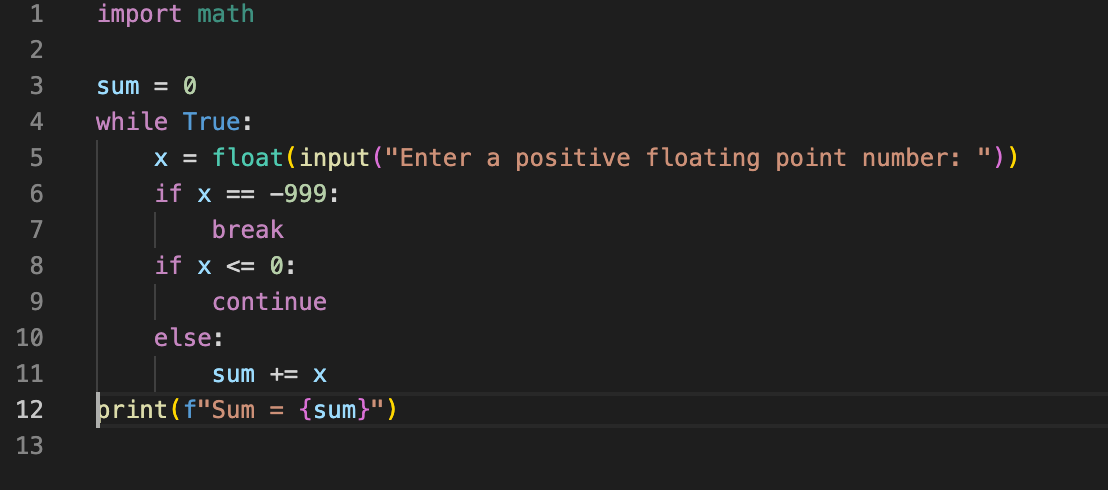 1 import math
2
3 sum = 0
4 while True:
5     x = float(input("Enter a positive floating point number: "))
6     if x == -999:
7         break
8     if x <= 0:
9         continue
10     else:
11         sum += x
12 print(f"Sum = {sum}")
13